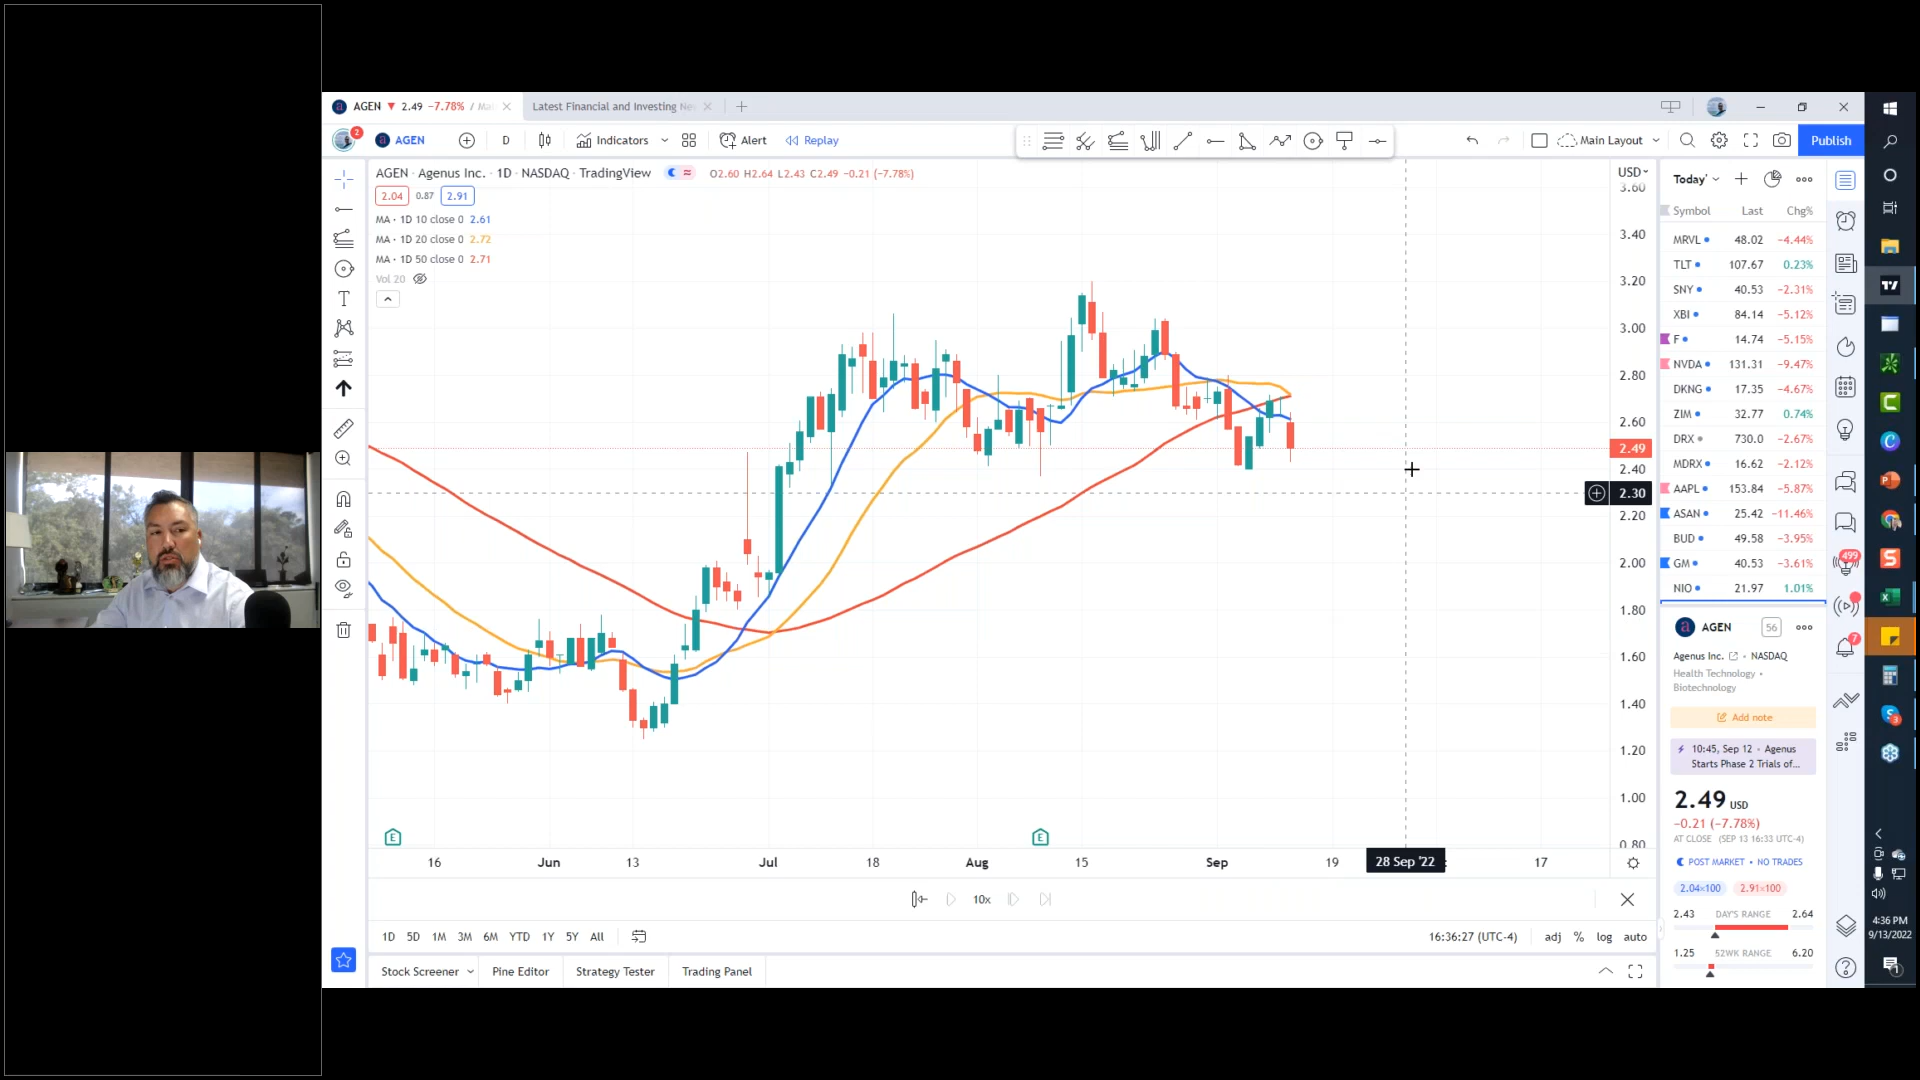 AGEN ▼ 2.49 −7.78% / Ma
Latest Financial and Investing Ne
2
AGEN
D
Indicators
Alert
Replay
Main Layout
Publish
AGEN · Agenus Inc. · 1D · NASDAQ · TradingView
O2.60 H2.64 L2.43 C2.49 −0.21 (−7.78%)
2.04 0.87 2.91
MA · 1D 10 close 0 2.61
MA · 1D 20 close 0 2.72
MA · 1D 50 close 0 2.71
Vol 20
USD
3.60
3.40
3.20
3.00
2.80
2.60
2.49
2.40
2.30
2.20
2.00
1.80
1.60
1.40
1.20
1.00
0.80
E
E
16
Jun
13
Jul
18
Aug
15
Sep
19
28 Sep '22
17
10x
1D 5D 1M 3M 6M YTD 1Y 5Y All
16:36:27 (UTC-4)
adj % log auto
Stock Screener
Pine Editor
Strategy Tester
Trading Panel
Today'
Symbol Last Chg%
MRVL 48.02 −4.44%
TLT 107.67 0.23%
SNY 40.53 −2.31%
XBI 84.14 −5.12%
F 14.74 −5.15%
NVDA 131.31 −9.47%
DKNG 17.35 −4.67%
ZIM 32.77 0.74%
DRX 730.0 −2.67%
MDRX 16.62 −2.12%
AAPL 153.84 −5.87%
ASAN 25.42 −11.46%
BUD 49.58 −3.95%
GM 40.53 −3.61%
NIO 21.97 1.01%
AGEN 56
Agenus Inc. · NASDAQ
Health Technology •
Biotechnology
Add note
10:45, Sep 12 · Agenus
Starts Phase 2 Trials of...
2.49 USD
−0.21 (−7.78%)
AT CLOSE (SEP 13 16:33 UTC-4)
POST MARKET • NO TRADES
2.04×100 2.91×100
2.43 DAY'S RANGE 2.64
1.25 52WK RANGE 6.20
499
7
3
4:36 PM
9/13/2022
1